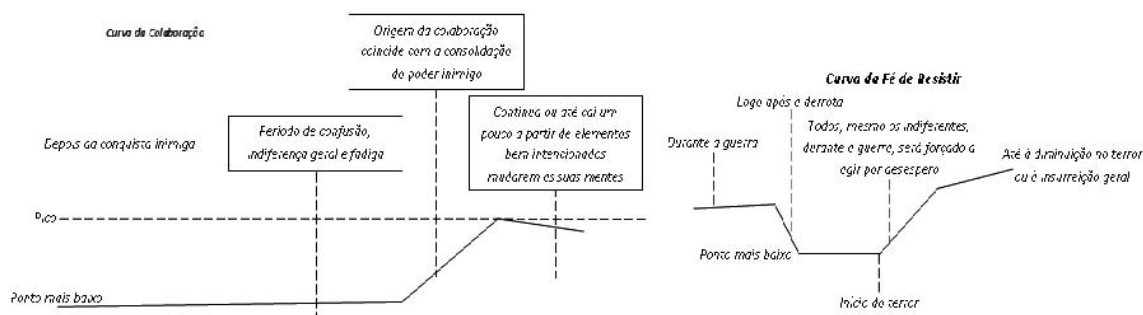 Curva da Colaboração
Origem da colaboração
coincide com a consolidação
do poder inimigo
Depois da conquista inimiga
Período de confusão,
indiferença geral e fadiga
Continua ou até cai um
pouco a partir de elementos
bem intencionados
mudarem as suas mentes
Pico
Ponto mais baixo
Curva da Fé de Resistir
Logo após a derrota
Durante a guerra
Todos, mesmo os indiferentes,
durante a guerra, será forçado a
agir por desespero
Até à diminuição no terror
ou à insurreição geral
Ponto mais baixo
Início do terror